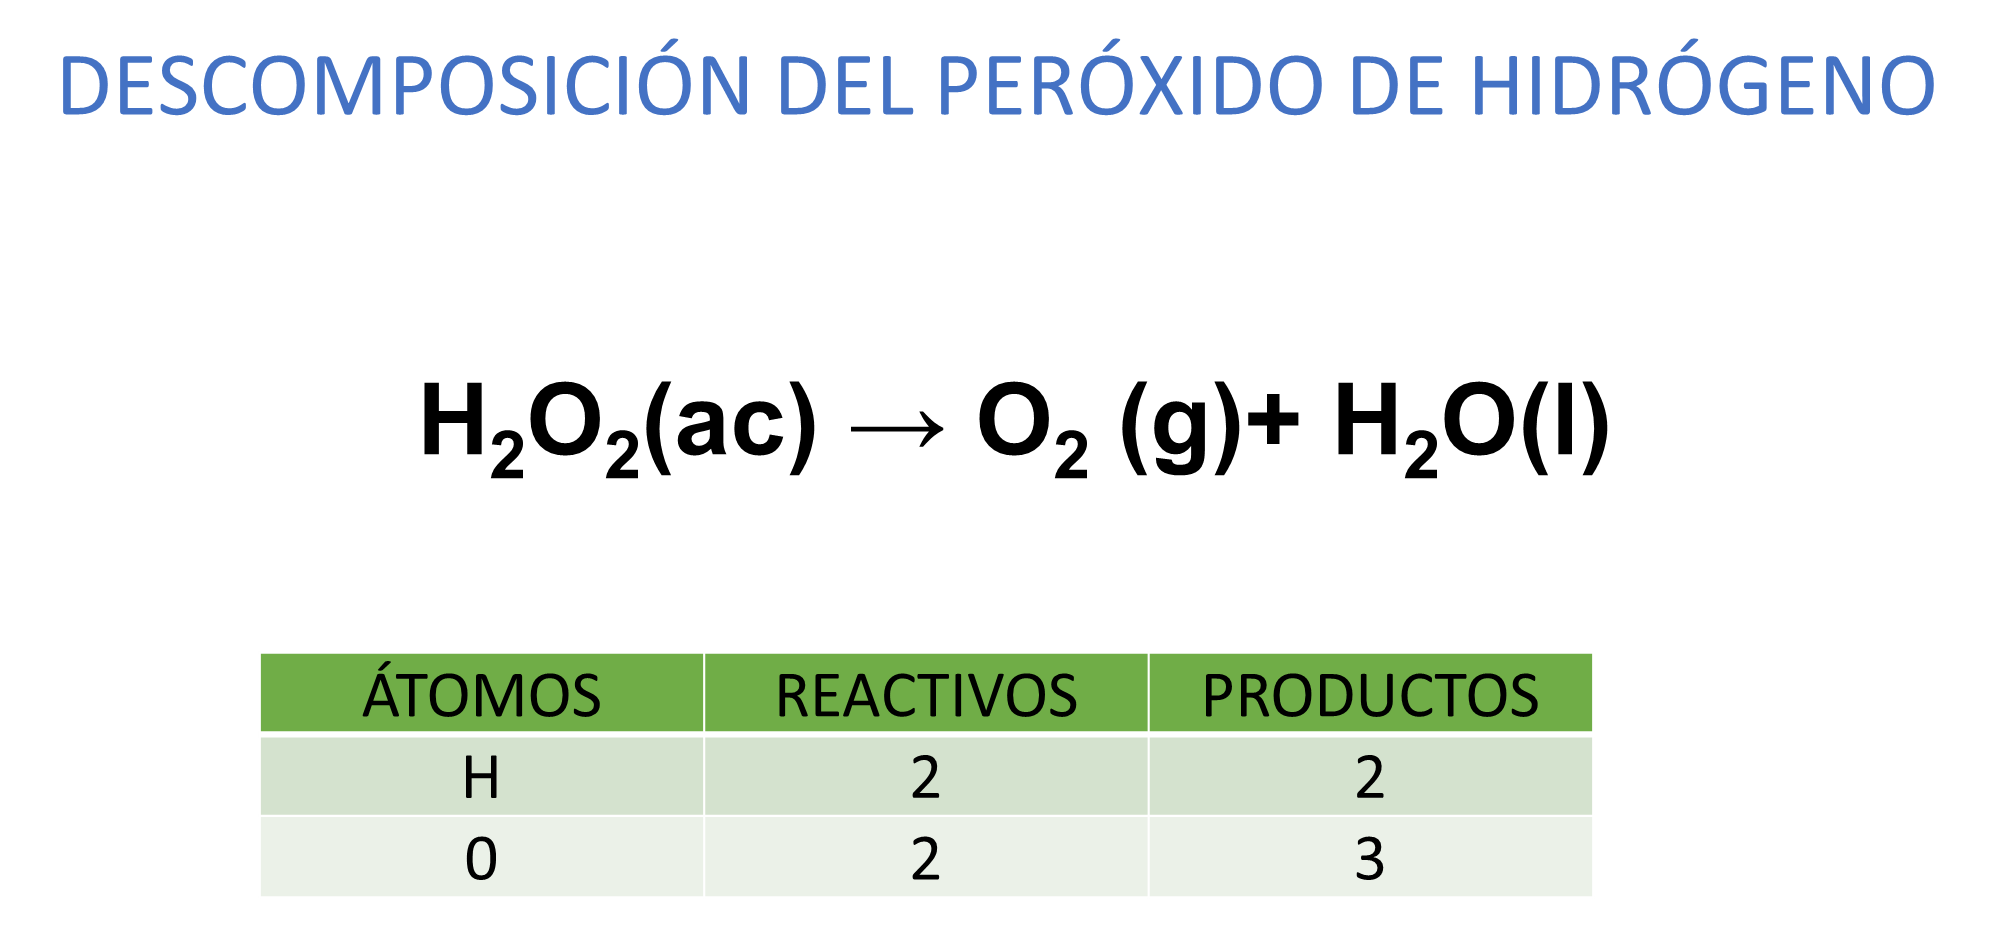 DESCOMPOSICIÓN DEL PERÓXIDO DE HIDRÓGENO
H₂O₂(ac) → O₂ (g)+ H₂O(l)
ÁTOMOS REACTIVOS PRODUCTOS
H 2 2
0 2 3